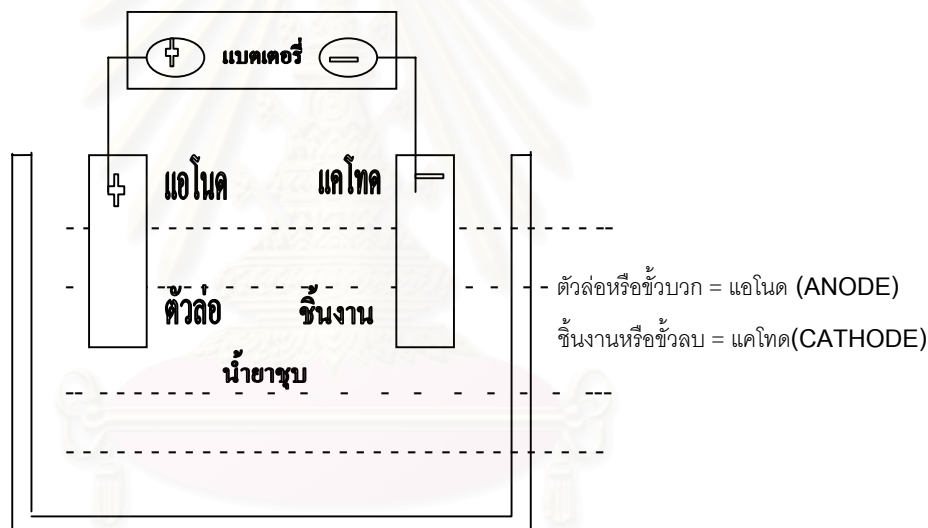 + แบตเตอรี่ −
+ แอโนด แคโทด −
ตัวล่อ ชิ้นงาน
น้ำยาชุบ
ตัวล่อหรือขั้วบวก = แอโนด (ANODE)
ชิ้นงานหรือขั้วลบ = แคโทด(CATHODE)